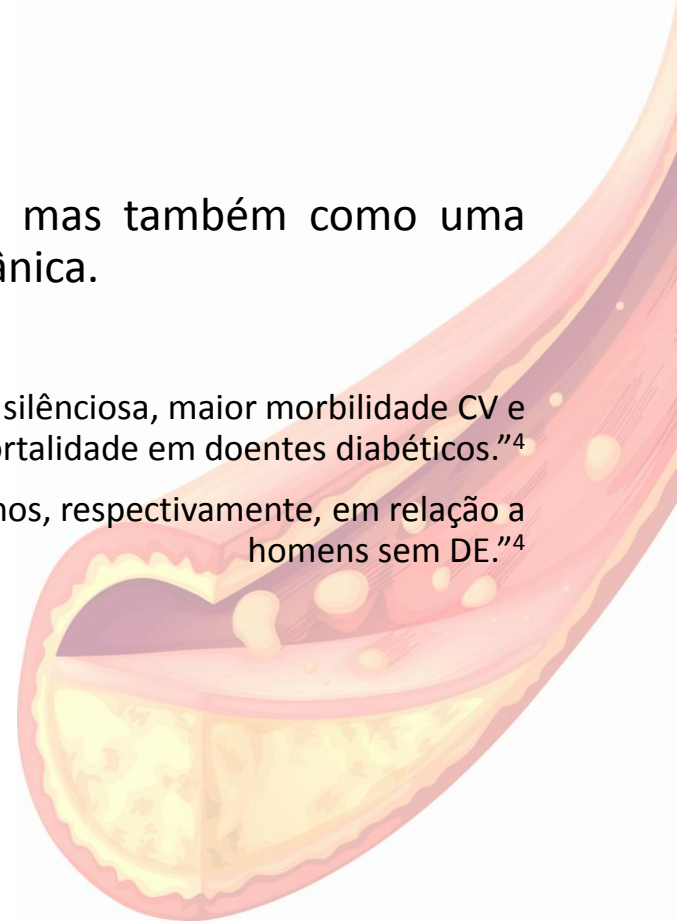 mas também como uma
ânica.
silênciosa, maior morbilidade CV e
ortalidade em doentes diabéticos.”4
nos, respectivamente, em relação a
homens sem DE.”4